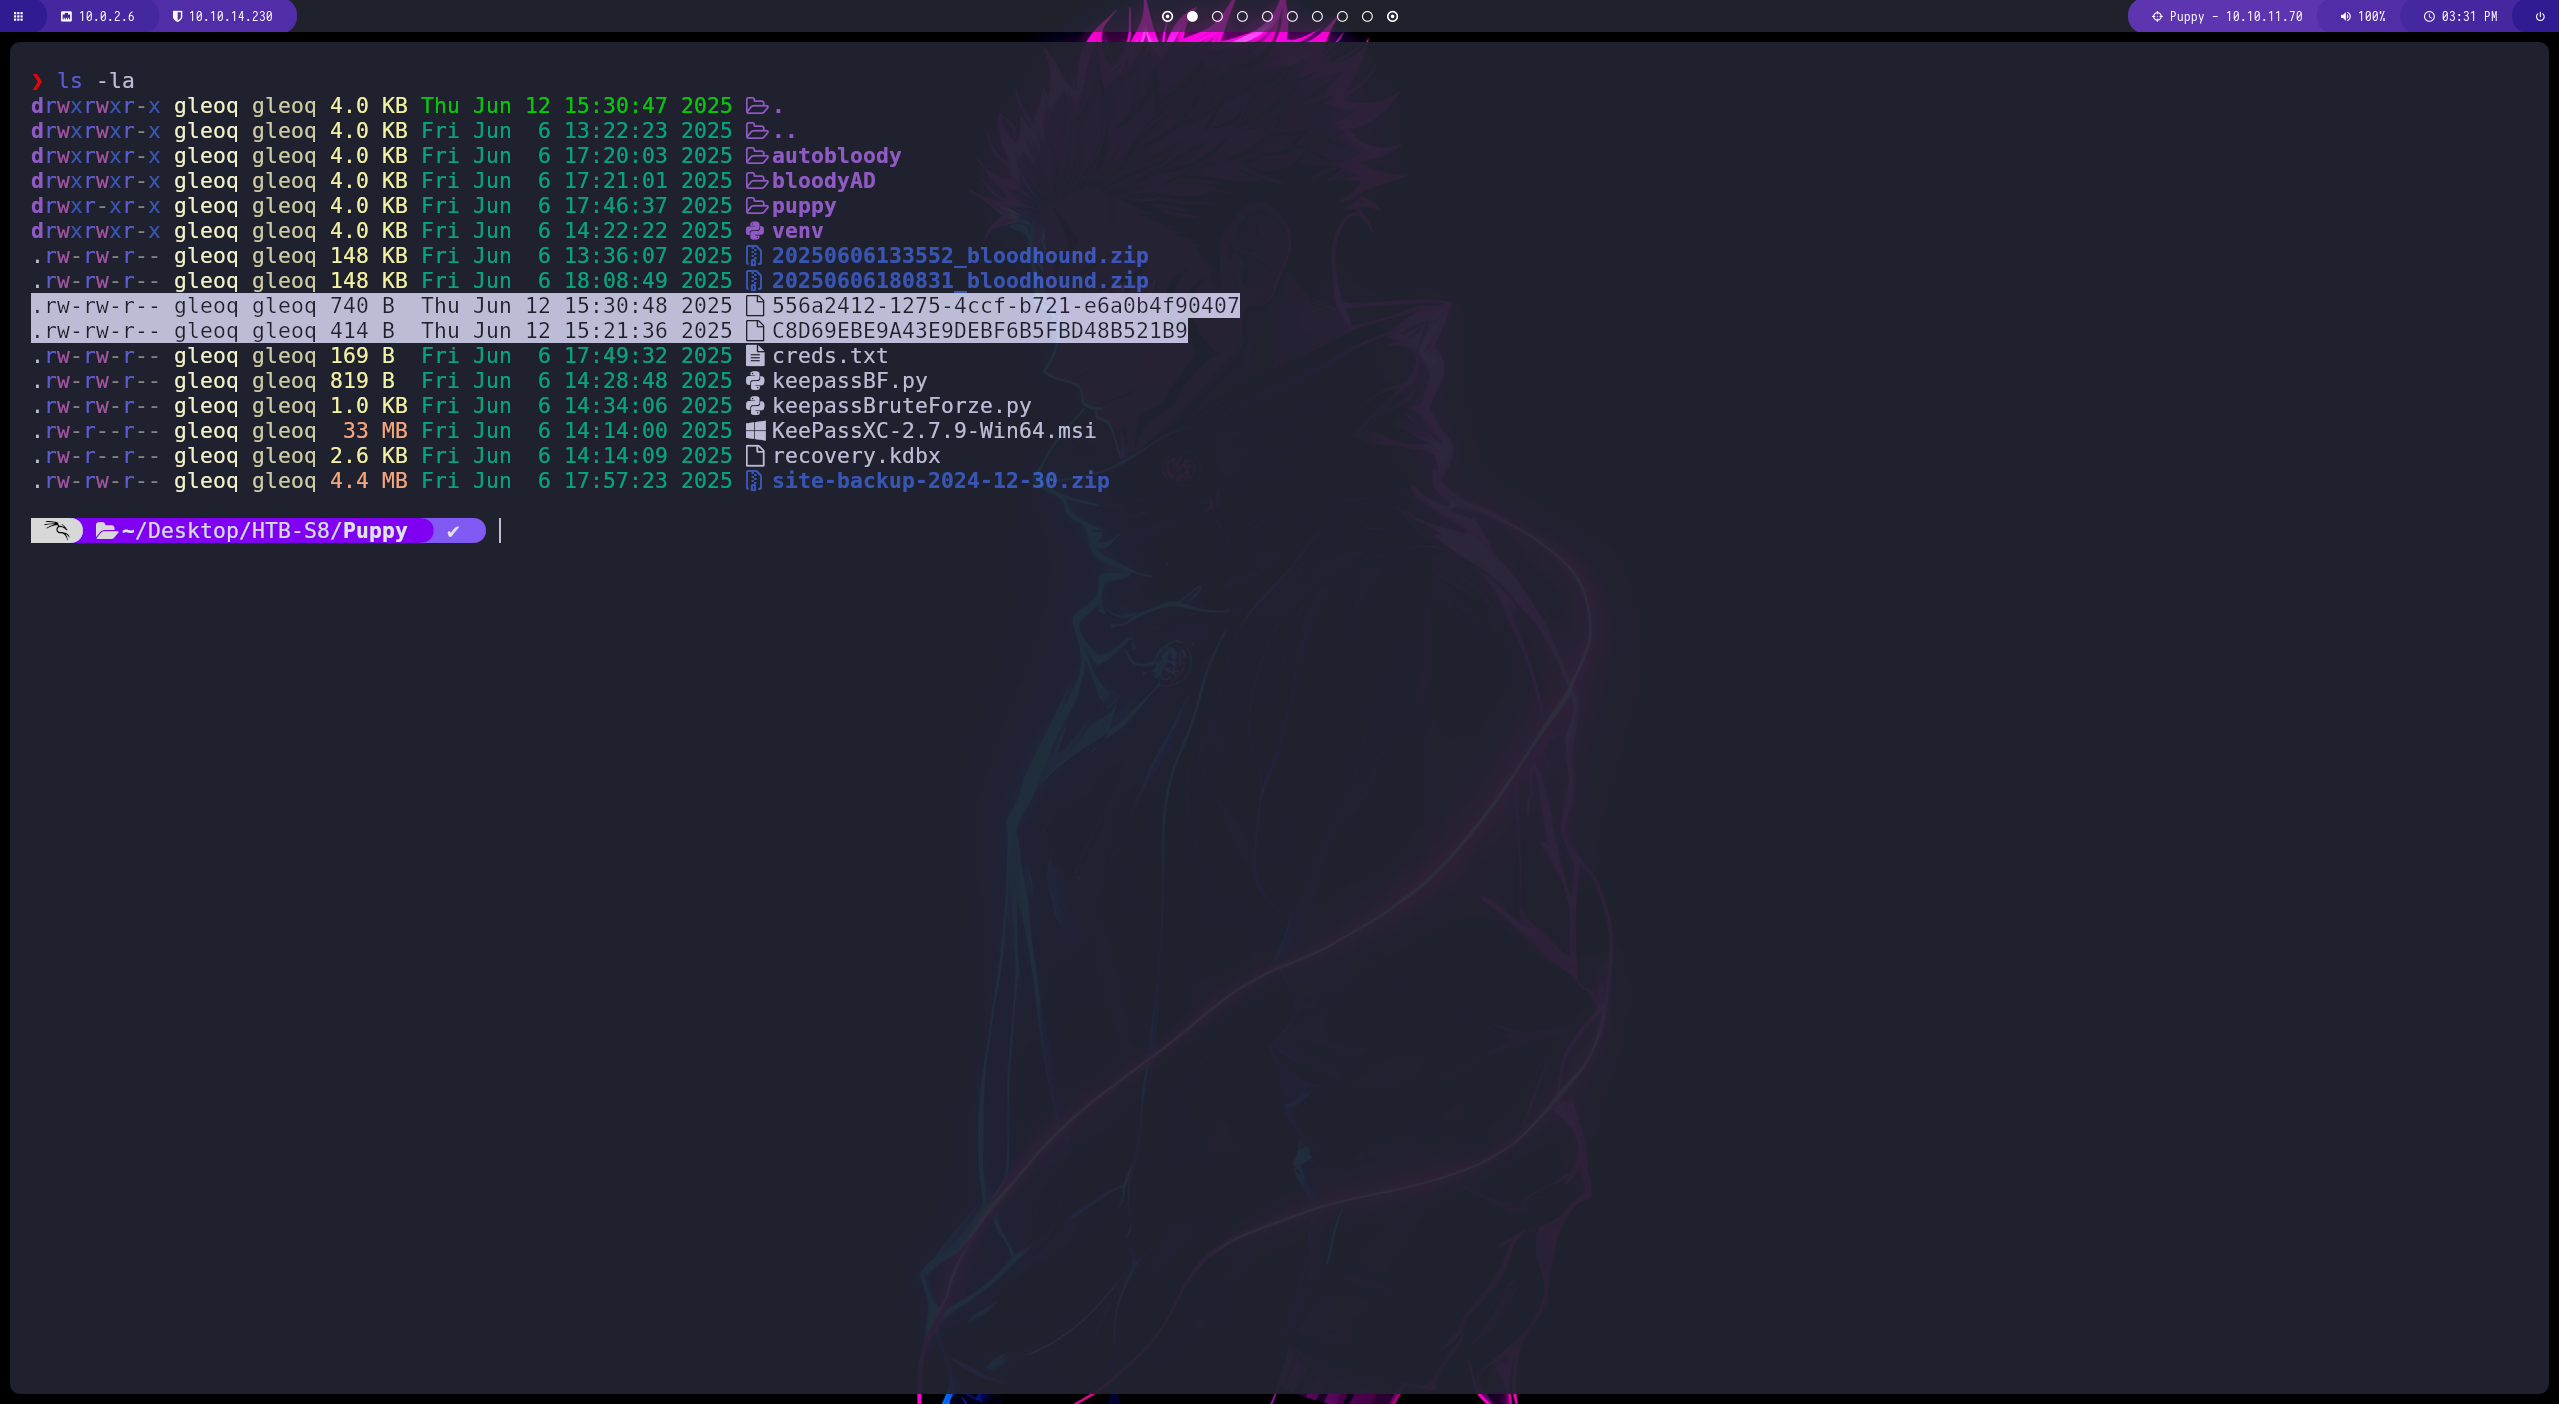 10.0.2.6 10.10.14.230 Puppy - 10.10.11.70 100% 03:31 PM
❯ ls -la
drwxrwxr-x gleoq gleoq 4.0 KB Thu Jun 12 15:30:47 2025 .
drwxrwxr-x gleoq gleoq 4.0 KB Fri Jun  6 13:22:23 2025 ..
drwxrwxr-x gleoq gleoq 4.0 KB Fri Jun  6 17:20:03 2025 autobloody
drwxrwxr-x gleoq gleoq 4.0 KB Fri Jun  6 17:21:01 2025 bloodyAD
drwxr-xr-x gleoq gleoq 4.0 KB Fri Jun  6 17:46:37 2025 puppy
drwxrwxr-x gleoq gleoq 4.0 KB Fri Jun  6 14:22:22 2025 venv
.rw-rw-r-- gleoq gleoq 148 KB Fri Jun  6 13:36:07 2025 20250606133552_bloodhound.zip
.rw-rw-r-- gleoq gleoq 148 KB Fri Jun  6 18:08:49 2025 20250606180831_bloodhound.zip
.rw-rw-r-- gleoq gleoq 740 B  Thu Jun 12 15:30:48 2025 556a2412-1275-4ccf-b721-e6a0b4f90407
.rw-rw-r-- gleoq gleoq 414 B  Thu Jun 12 15:21:36 2025 C8D69EBE9A43E9DEBF6B5FBD48B521B9
.rw-rw-r-- gleoq gleoq 169 B  Fri Jun  6 17:49:32 2025 creds.txt
.rw-rw-r-- gleoq gleoq 819 B  Fri Jun  6 14:28:48 2025 keepassBF.py
.rw-rw-r-- gleoq gleoq 1.0 KB Fri Jun  6 14:34:06 2025 keepassBruteForze.py
.rw-r--r-- gleoq gleoq  33 MB Fri Jun  6 14:14:00 2025 KeePassXC-2.7.9-Win64.msi
.rw-r--r-- gleoq gleoq 2.6 KB Fri Jun  6 14:14:09 2025 recovery.kdbx
.rw-rw-r-- gleoq gleoq 4.4 MB Fri Jun  6 17:57:23 2025 site-backup-2024-12-30.zip
~/Desktop/HTB-S8/Puppy ✔